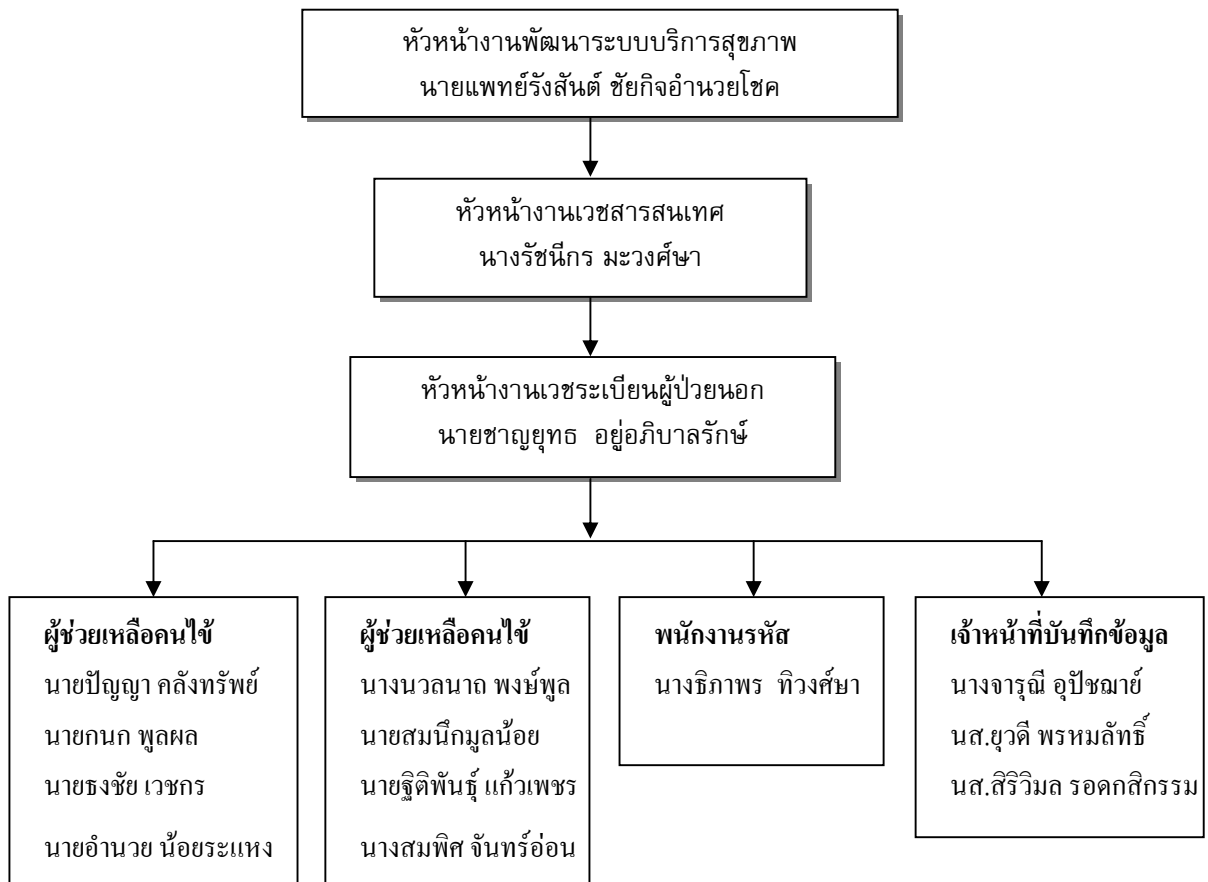 หัวหน้างานพัฒนาระบบบริการสุขภาพ
นายแพทย์รังสันต์ ชัยกิจอำนวยโชค
หัวหน้างานเวชสารสนเทศ
นางรัชนีกร มะวงศ์ษา
หัวหน้างานเวชระเบียนผู้ป่วยนอก
นายชาญยุทธ อยู่อภิบาลรักษ์
ผู้ช่วยเหลือคนไข้
นายปัญญา คลังทรัพย์
นายกนก พูลผล
นายธงชัย เวชกร
นายอำนวย น้อยระแหง
ผู้ช่วยเหลือคนไข้
นางนวลนาถ พงษ์พูล
นายสมนึกมูลน้อย
นายฐิติพันธุ์ แก้วเพชร
นางสมพิศ จันทร์อ่อน
พนักงานรหัส
นางธิภาพร ทิวงศ์ษา
เจ้าหน้าที่บันทึกข้อมูล
นางจารุณี อุปัชฌาย์
นส.ยุวดี พรหมลัทธิ์
นส.สิริวิมล รอดกสิกรรม